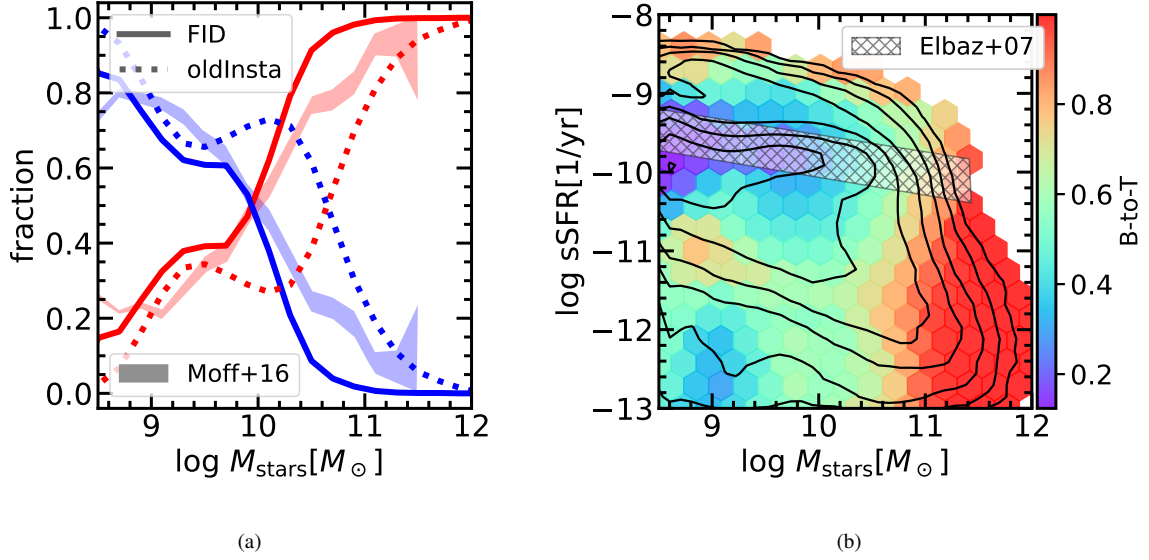 1.0
0.8
0.6
0.4
0.2
0.0
fraction
FID
oldInsta
Moff+16
9
10
11
12
log M_stars[M_⊙]
(a)
−8
−9
−10
−11
−12
−13
log sSFR[1/yr]
Elbaz+07
9
10
11
12
log M_stars[M_⊙]
0.8
0.6
0.4
0.2
B-to-T
(b)